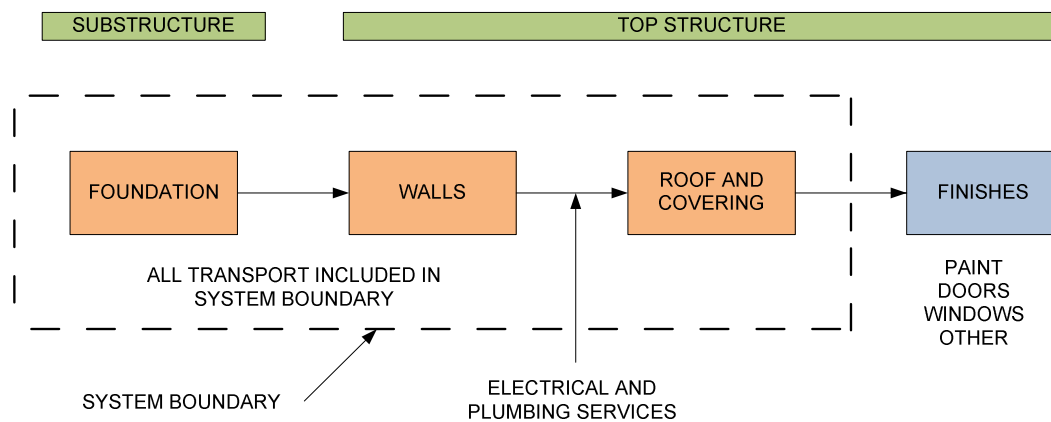 SUBSTRUCTURE
TOP STRUCTURE
FOUNDATION
WALLS
ROOF AND
COVERING
FINISHES
ALL TRANSPORT INCLUDED IN
SYSTEM BOUNDARY
PAINT
DOORS
WINDOWS
OTHER
SYSTEM BOUNDARY
ELECTRICAL AND
PLUMBING SERVICES